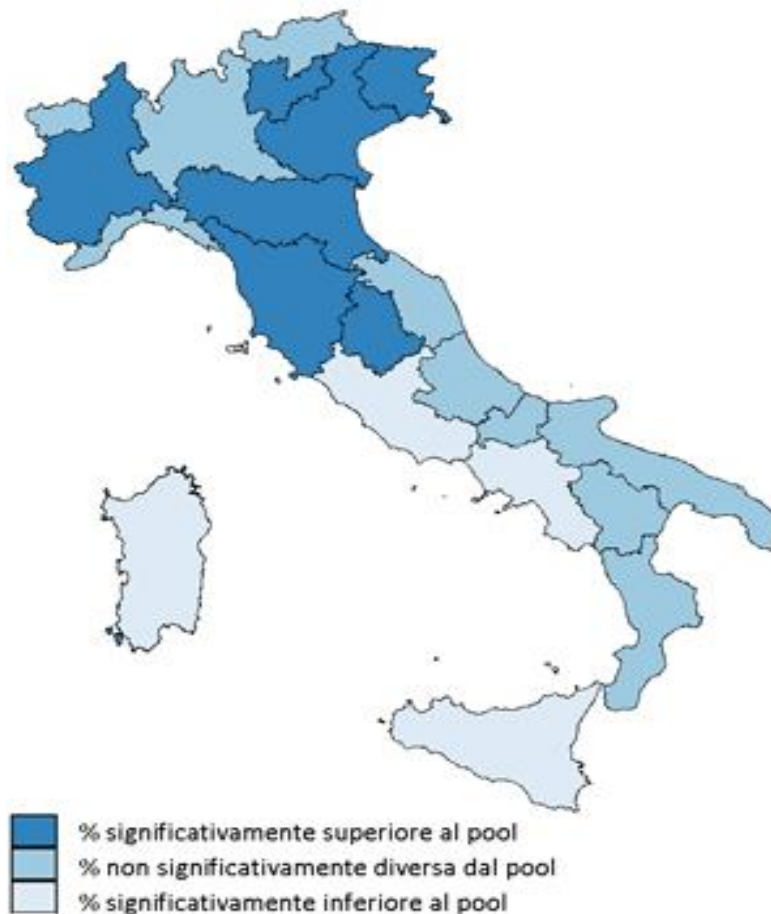 % significativamente superiore al pool
% non significativamente diversa dal pool
% significativamente inferiore al pool